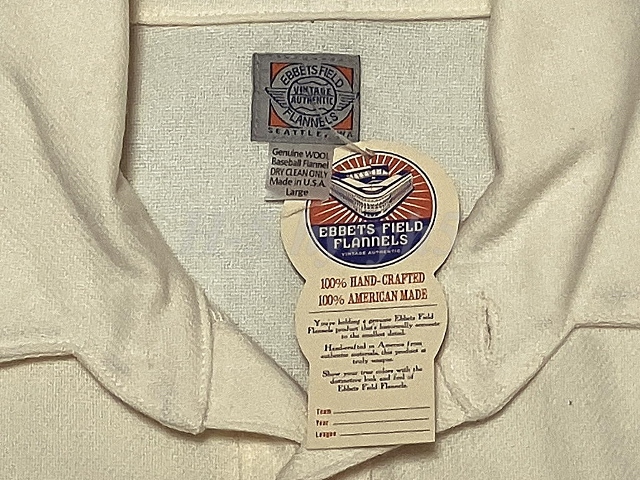 EBBETS FIELD
VINTAGE
AUTHENTIC
FLANNELS
SEATTLE, WA
Genuine WOOL
Baseball Flannel
DRY CLEAN ONLY
Made in U.S.A.
Large
EBBETS FIELD
FLANNELS
VINTAGE AUTHENTIC
100% HAND-CRAFTED
100% AMERICAN MADE
You're holding a genuine Ebbets Field
Flannels product that's historically accurate
to the smallest detail.
Handcrafted in America from
authentic materials, this product is
truly unique.
Show your true colors with the
distinctive look and feel of
Ebbets Field Flannels.
Team
Year
League